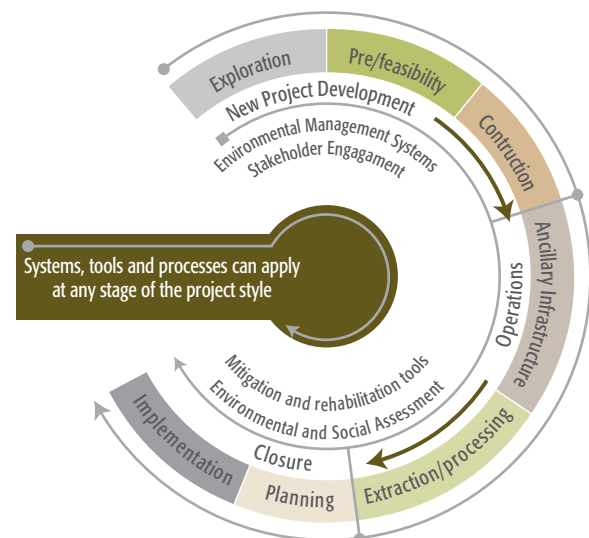 Exploration
Pre/feasibility
Contruction
New Project Development
Environmental Management Systems
Stakeholder Engagament
Ancillary Infrastructure
Operations
Systems, tools and processes can apply
at any stage of the project style
Mitigation and rehabilitation tools
Environmental and Social Assessment
Extraction/processing
Closure
Planning
Implementation